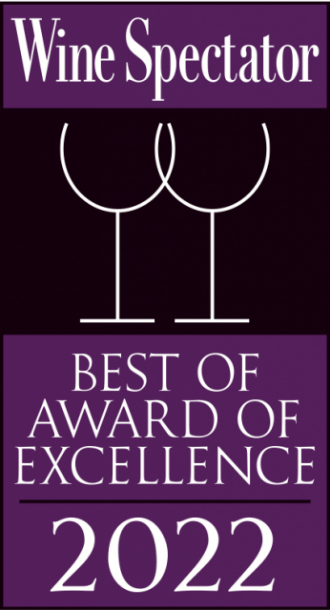 Wine Spectator
BEST OF
AWARD OF
EXCELLENCE
2022